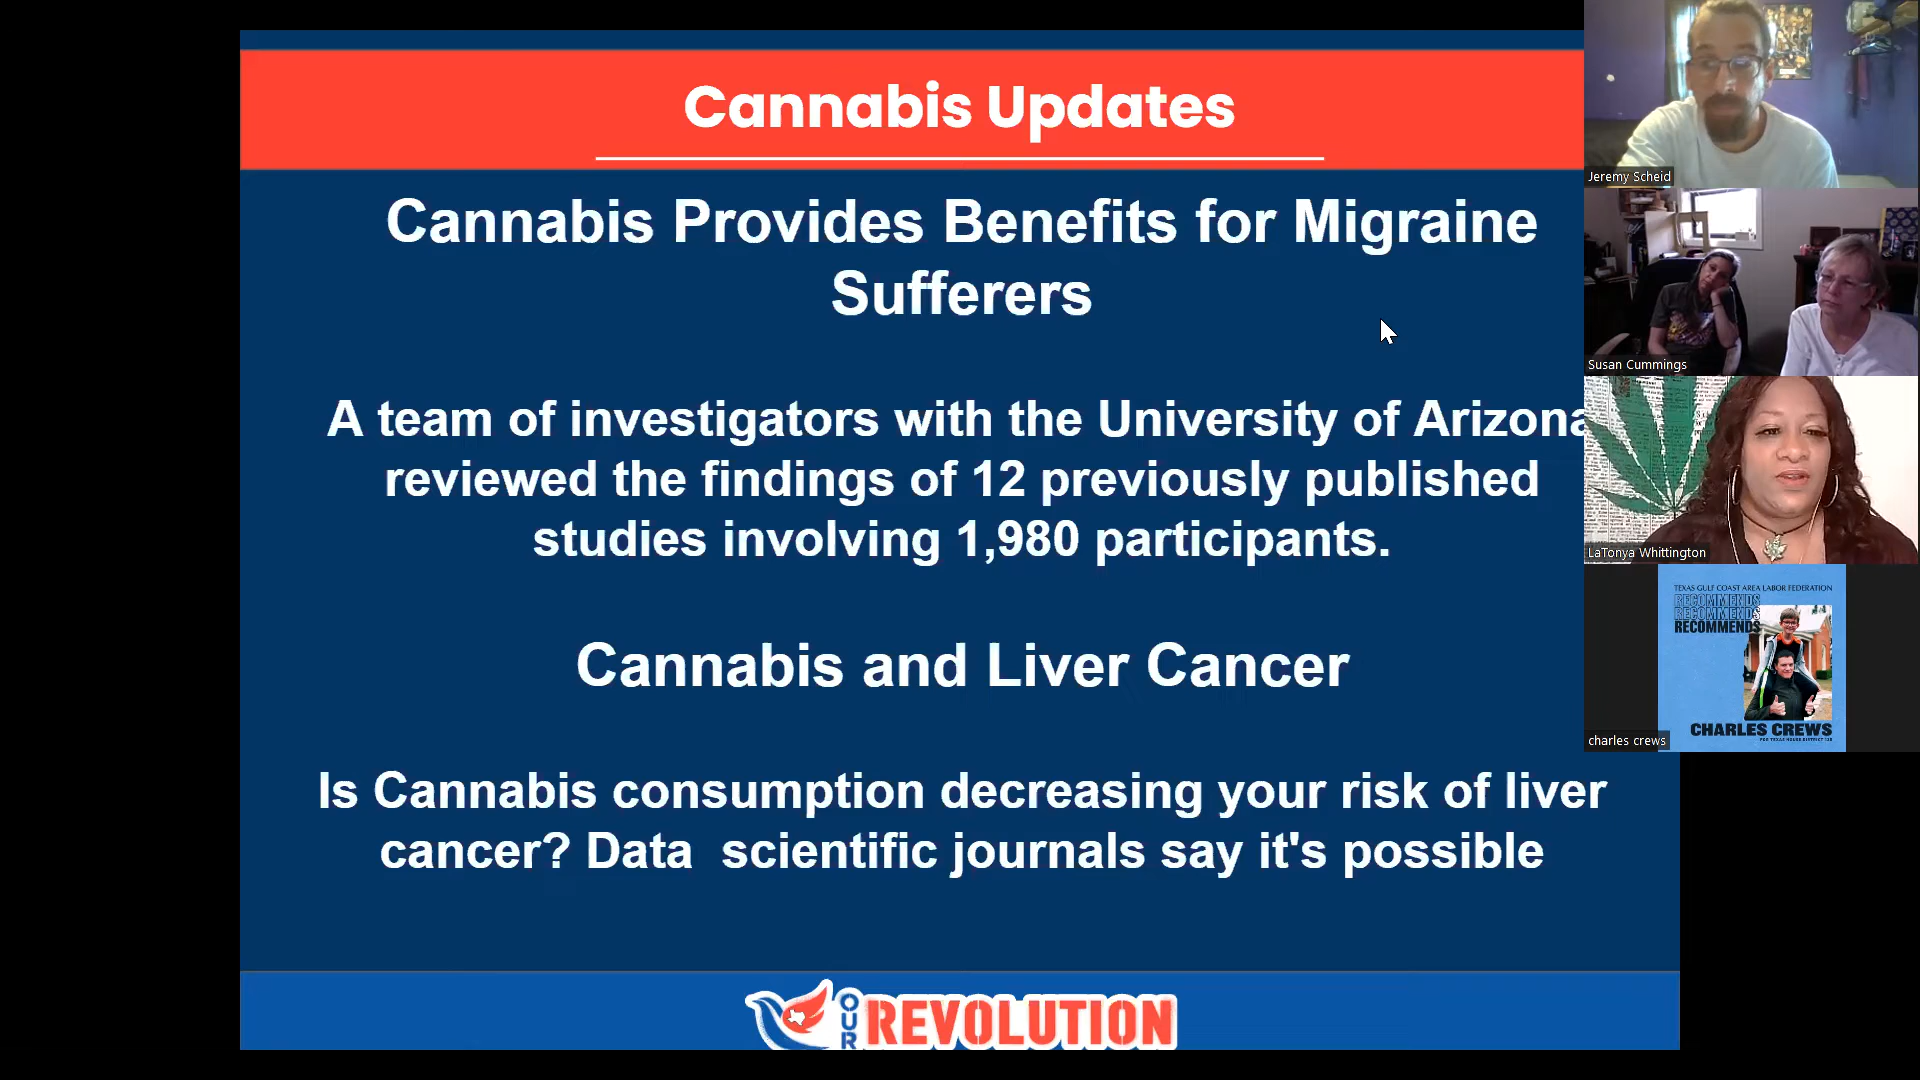 Cannabis Updates
Cannabis Provides Benefits for Migraine
Sufferers
A team of investigators with the University of Arizona
reviewed the findings of 12 previously published
studies involving 1,980 participants.
Cannabis and Liver Cancer
Is Cannabis consumption decreasing your risk of liver
cancer? Data  scientific journals say it's possible
OUR
REVOLUTION
Jeremy Scheid
Susan Cummings
LaTonya Whittington
TEXAS GULF COAST AREA LABOR FEDERATION
RECOMMENDS
RECOMMENDS
RECOMMENDS
CHARLES CREWS
charles crews